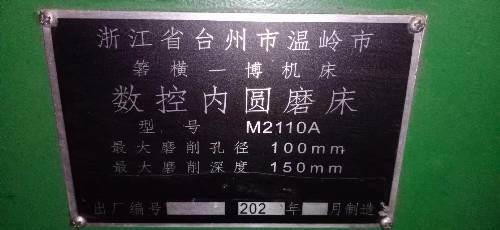 浙江省台州市温岭市
箬横一博机床
数控内圆磨床
型号 M2110A
最大磨削孔径 100mm
最大磨削深度 150mm
出厂编号 202 年 月制造